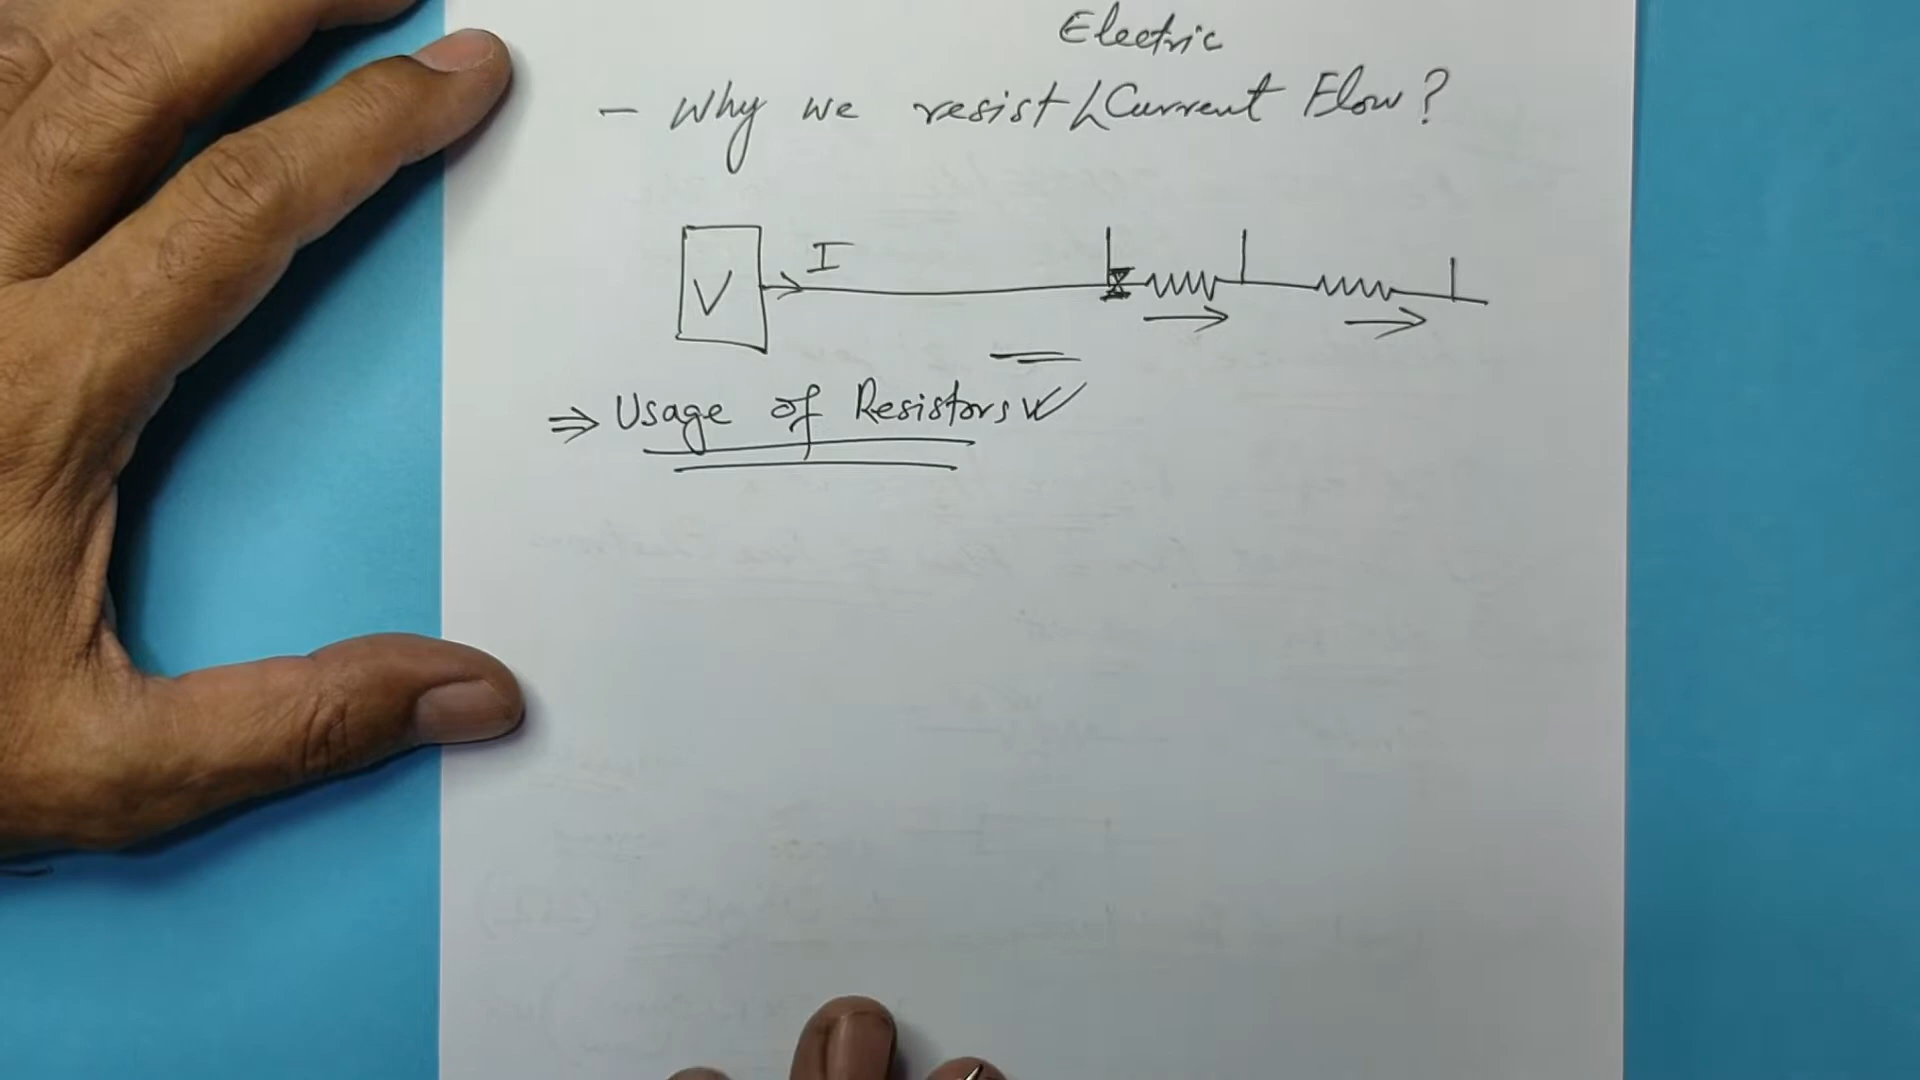 Electric
- Why we resist Current Flow?
I
V
⇒ Usage of Resistors